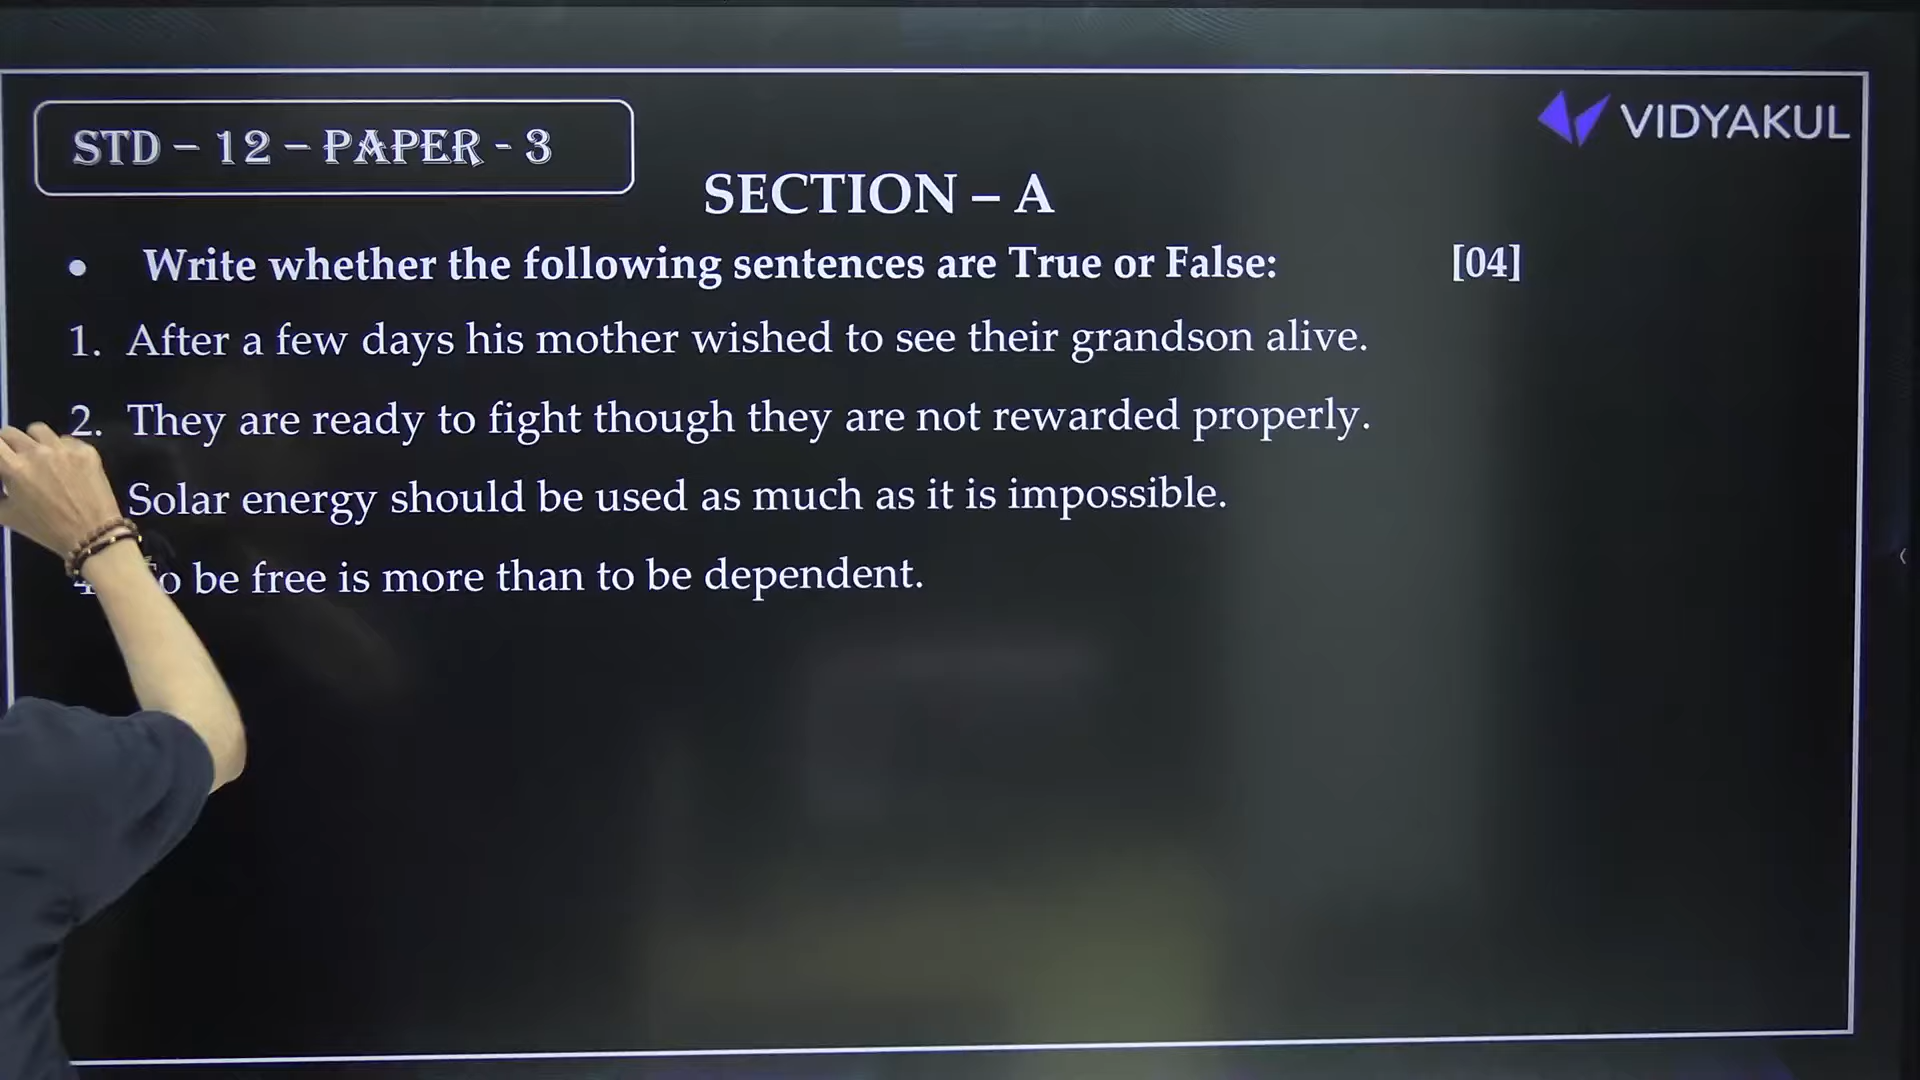 STD – 12 – PAPER - 3
VIDYAKUL
SECTION – A
• Write whether the following sentences are True or False: [04]
1. After a few days his mother wished to see their grandson alive.
2. They are ready to fight though they are not rewarded properly.
Solar energy should be used as much as it is impossible.
4. To be free is more than to be dependent.